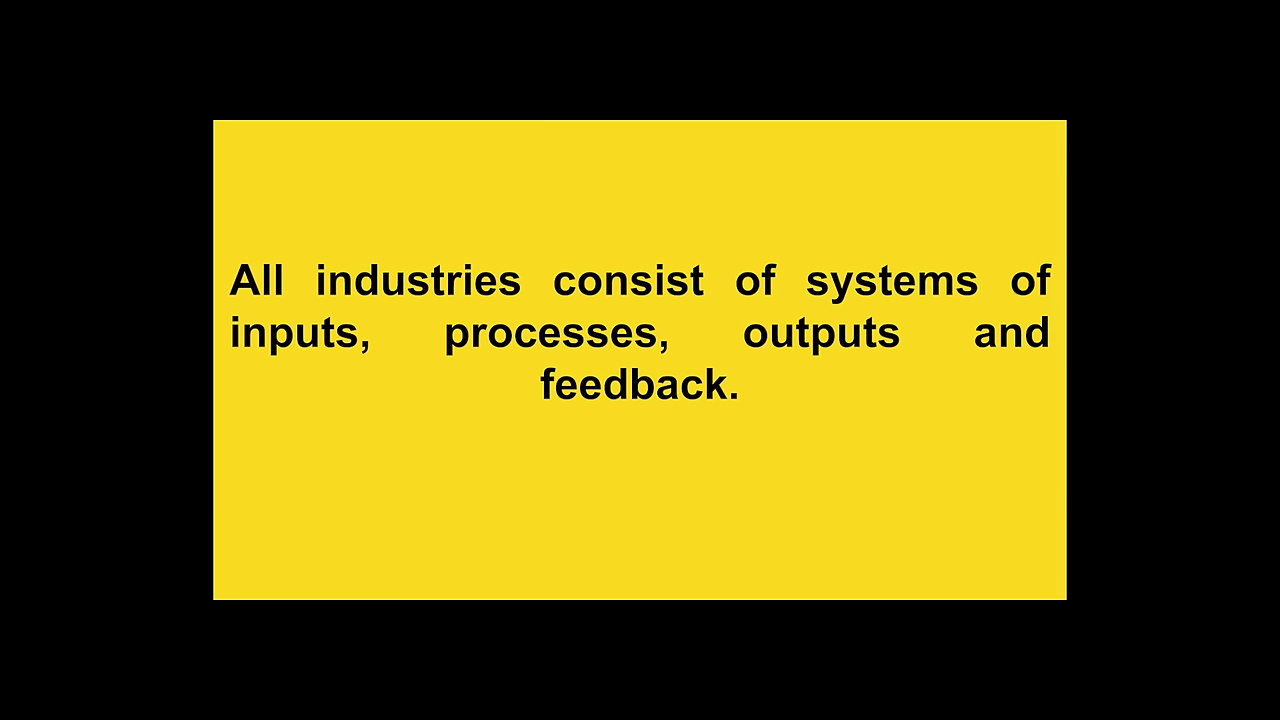 All industries consist of systems of
inputs, processes, outputs and
feedback.